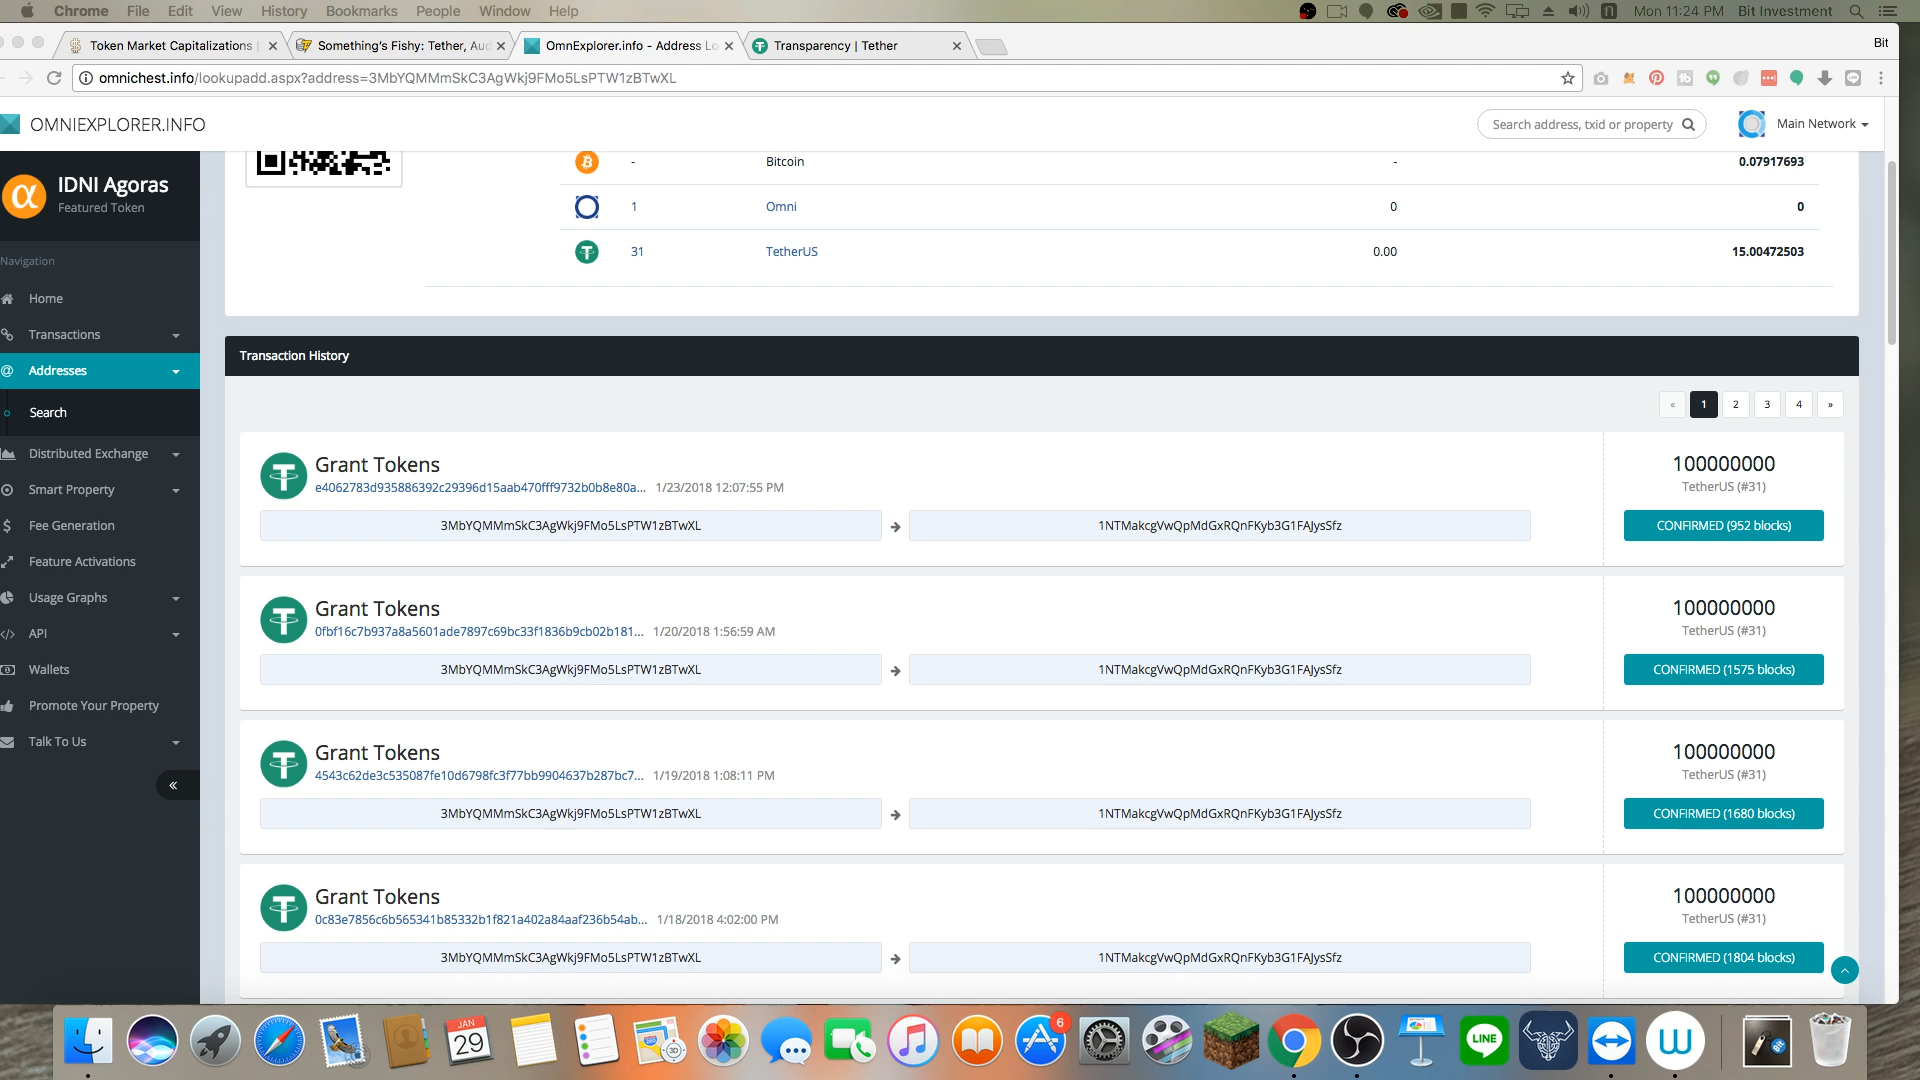 Chrome File Edit View History Bookmarks People Window Help
Mon 11:24 PM Bit Investment
Token Market Capitalizations
Something's Fishy: Tether, Aud
OmnExplorer.info - Address Lo
Transparency | Tether
Bit
omnichest.info/lookupadd.aspx?address=3MbYQMMmSkC3AgWkj9FMo5LsPTW1zBTwXL
OMNIEXPLORER.INFO
Search address, txid or property
Main Network
IDNI Agoras
Featured Token
Navigation
Home
Transactions
Addresses
Search
Distributed Exchange
Smart Property
Fee Generation
Feature Activations
Usage Graphs
API
Wallets
Promote Your Property
Talk To Us
- Bitcoin - 0.07917693
1 Omni 0 0
31 TetherUS 0.00 15.00472503
Transaction History
« 1 2 3 4 »
Grant Tokens
e4062783d935886392c29396d15aab470fff9732b0b8e80a... 1/23/2018 12:07:55 PM
3MbYQMMmSkC3AgWkj9FMo5LsPTW1zBTwXL
1NTMakcgVwQpMdGxRQnFKyb3G1FAJysSfz
100000000
TetherUS (#31)
CONFIRMED (952 blocks)
Grant Tokens
0fbf16c7b937a8a5601ade7897c69bc33f1836b9cb02b181... 1/20/2018 1:56:59 AM
3MbYQMMmSkC3AgWkj9FMo5LsPTW1zBTwXL
1NTMakcgVwQpMdGxRQnFKyb3G1FAJysSfz
100000000
TetherUS (#31)
CONFIRMED (1575 blocks)
Grant Tokens
4543c62de3c535087fe10d6798fc3f77bb9904637b287bc7... 1/19/2018 1:08:11 PM
3MbYQMMmSkC3AgWkj9FMo5LsPTW1zBTwXL
1NTMakcgVwQpMdGxRQnFKyb3G1FAJysSfz
100000000
TetherUS (#31)
CONFIRMED (1680 blocks)
Grant Tokens
0c83e7856c6b565341b85332b1f821a402a84aaf236b54ab... 1/18/2018 4:02:00 PM
3MbYQMMmSkC3AgWkj9FMo5LsPTW1zBTwXL
1NTMakcgVwQpMdGxRQnFKyb3G1FAJysSfz
100000000
TetherUS (#31)
CONFIRMED (1804 blocks)
JAN
29
3D
6
LINE